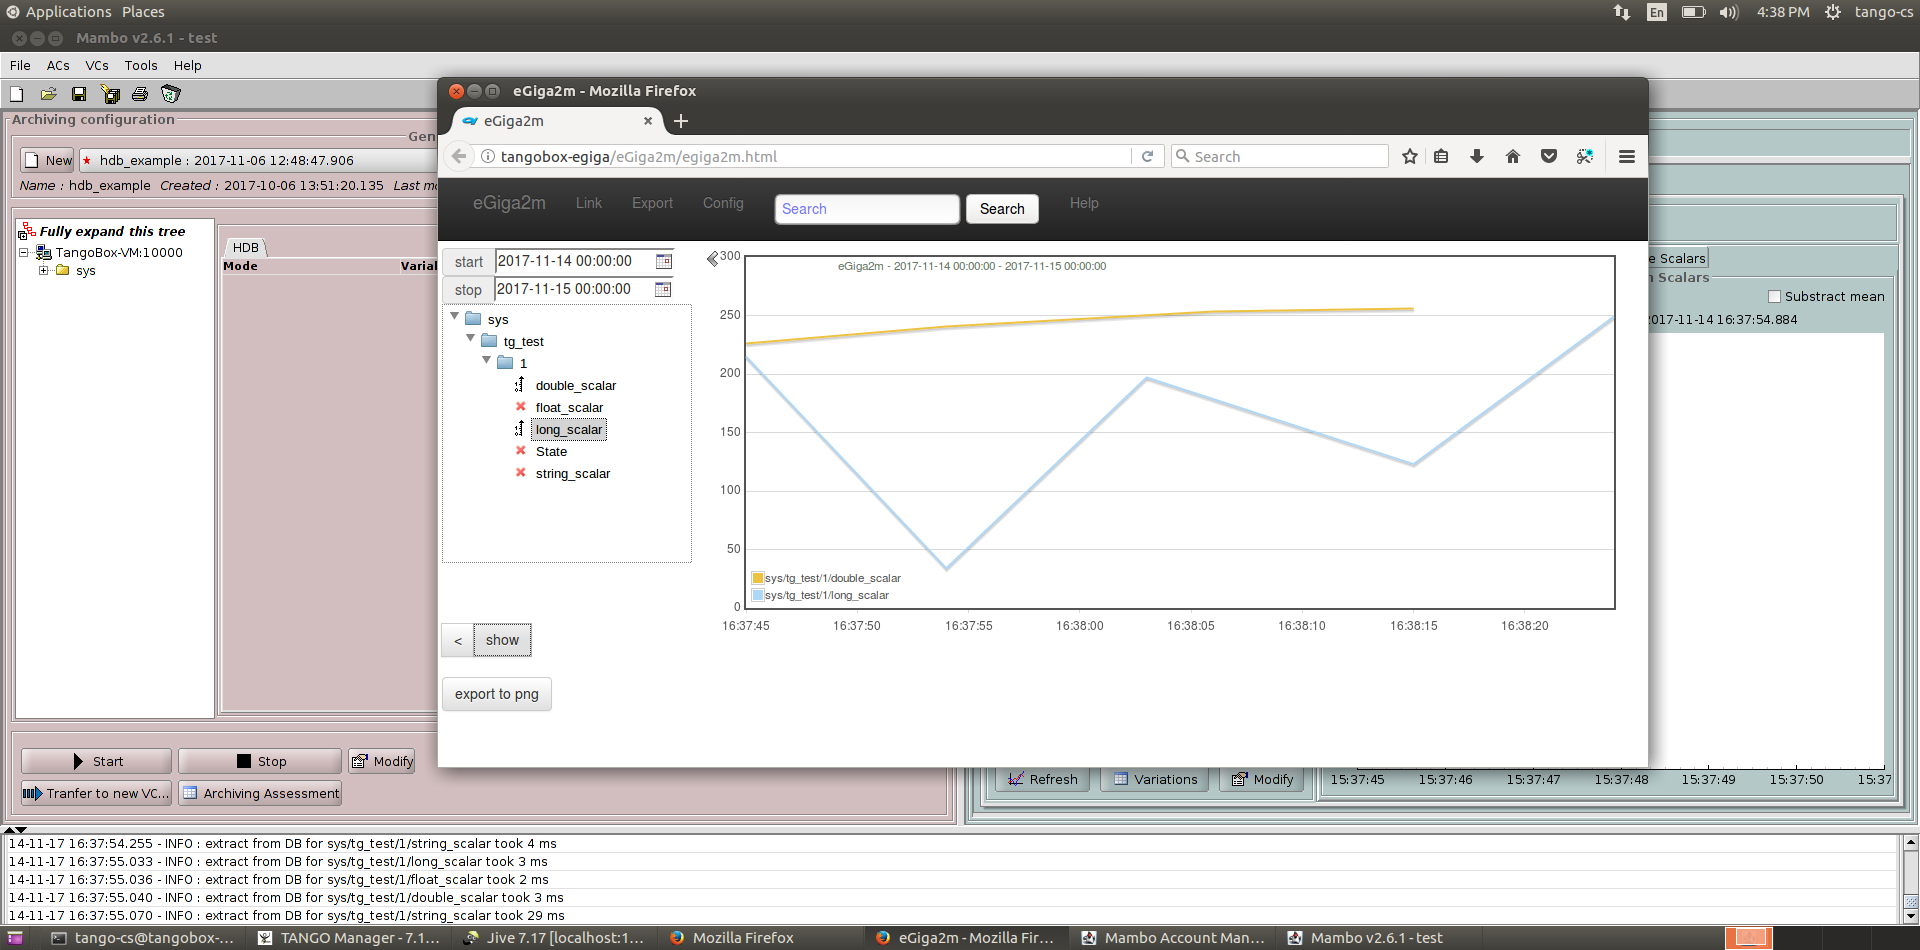 Applications Places
En 4:38 PM tango-cs
Mambo v2.6.1 - test
File ACs VCs Tools Help
eGiga2m - Mozilla Firefox
eGiga2m
tangobox-egiga/eGiga2m/egiga2m.html
Search
eGiga2m Link Export Config Search Search Help
Archiving configuration
Gen
New hdb_example : 2017-11-06 12:48:47.906
Name : hdb_example Created : 2017-10-06 13:51:20.135 Last mo
Fully expand this tree
TangoBox-VM:10000
sys
HDB
Mode Varial
start 2017-11-14 00:00:00
stop 2017-11-15 00:00:00
sys
tg_test
1
double_scalar
float_scalar
long_scalar
State
string_scalar
< show
export to png
eGiga2m - 2017-11-14 00:00:00 - 2017-11-15 00:00:00
300
250
200
150
100
50
0
sys/tg_test/1/double_scalar
sys/tg_test/1/long_scalar
16:37:45 16:37:50 16:37:55 16:38:00 16:38:05 16:38:10 16:38:15 16:38:20
e Scalars
n Scalars
Substract mean
2017-11-14 16:37:54.884
Start Stop Modify
Tranfer to new VC... Archiving Assessment
Refresh Variations Modify
15:37:45 15:37:46 15:37:47 15:37:48 15:37:49 15:37:50 15:37
14-11-17 16:37:54.255 - INFO : extract from DB for sys/tg_test/1/string_scalar took 4 ms
14-11-17 16:37:55.033 - INFO : extract from DB for sys/tg_test/1/long_scalar took 3 ms
14-11-17 16:37:55.036 - INFO : extract from DB for sys/tg_test/1/float_scalar took 2 ms
14-11-17 16:37:55.040 - INFO : extract from DB for sys/tg_test/1/double_scalar took 3 ms
14-11-17 16:37:55.070 - INFO : extract from DB for sys/tg_test/1/string_scalar took 29 ms
tango-cs@tangobox-... TANGO Manager - 7.1... Jive 7.17 [localhost:1... Mozilla Firefox eGiga2m - Mozilla Fir... Mambo Account Man... Mambo v2.6.1 - test